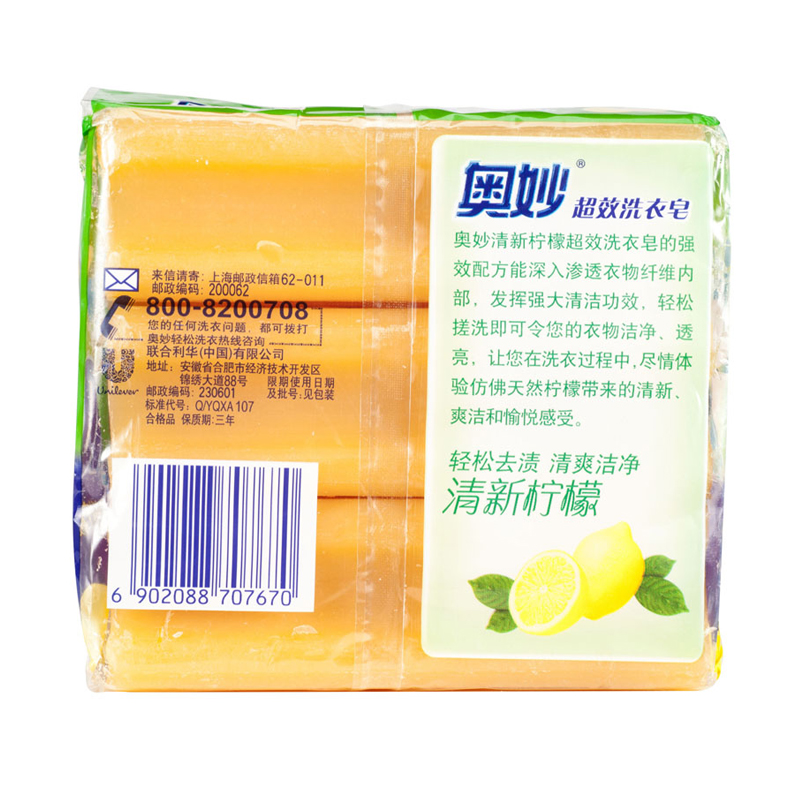 奥妙®
超效洗衣皂
奥妙清新柠檬超效洗衣皂的强
效配方能深入渗透衣物纤维内
部，发挥强大清洁功效，轻松
搓洗即可令您的衣物洁净、透
亮，让您在洗衣过程中,尽情体
验仿佛天然柠檬带来的清新、
爽洁和愉悦感受。
轻松去渍 清爽洁净
清新柠檬
来信请寄：上海邮政信箱62-011
邮政编码：200062
800-8200708
您的任何洗衣问题，都可拨打
奥妙轻松洗衣热线咨询
Unilever
联合利华(中国)有限公司
地址：安徽省合肥市经济技术开发区
锦绣大道88号 限期使用日期
邮政编码：230601 及批号:见包装
标准代号：Q/YQXA 107
合格品 保质期:三年
6 902088 707670